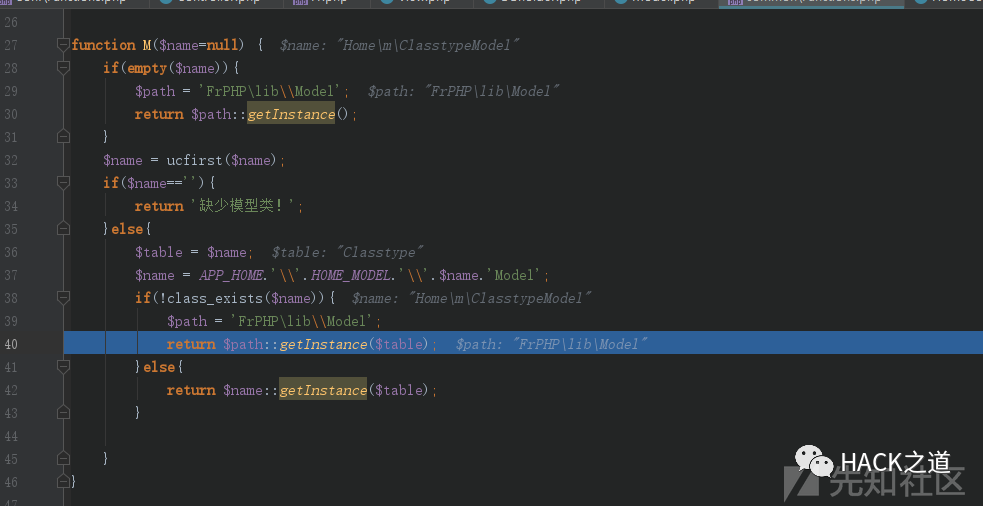 26
27 function M($name=null) { $name: "Home\m\ClasstypeModel"
28 if(empty($name)){
29 $path = 'FrPHP\lib\\Model'; $path: "FrPHP\lib\Model"
30 return $path::getInstance();
31 }
32 $name = ucfirst($name);
33 if($name==''){
34 return '缺少模型类!';
35 }else{
36 $table = $name; $table: "Classtype"
37 $name = APP_HOME.'\\'.HOME_MODEL.'\\'.$name.'Model';
38 if(!class_exists($name)){ $name: "Home\m\ClasstypeModel"
39 $path = 'FrPHP\lib\\Model';
40 return $path::getInstance($table); $path: "FrPHP\lib\Model"
41 }else{
42 return $name::getInstance($table);
43 }
44
45 }
46 }
47
HACK之道
先知社区